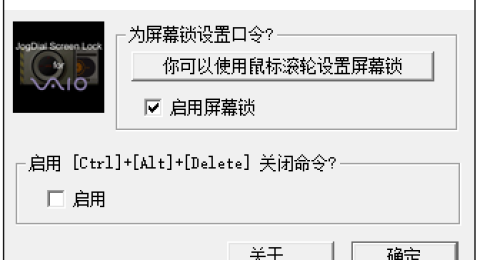 为屏幕锁设置口令?
JogDial Screen Lock
for
VAIO
你可以使用鼠标滚轮设置屏幕锁
启用屏幕锁
启用 [Ctrl]+[Alt]+[Delete] 关闭命令?
启用
关于
确定